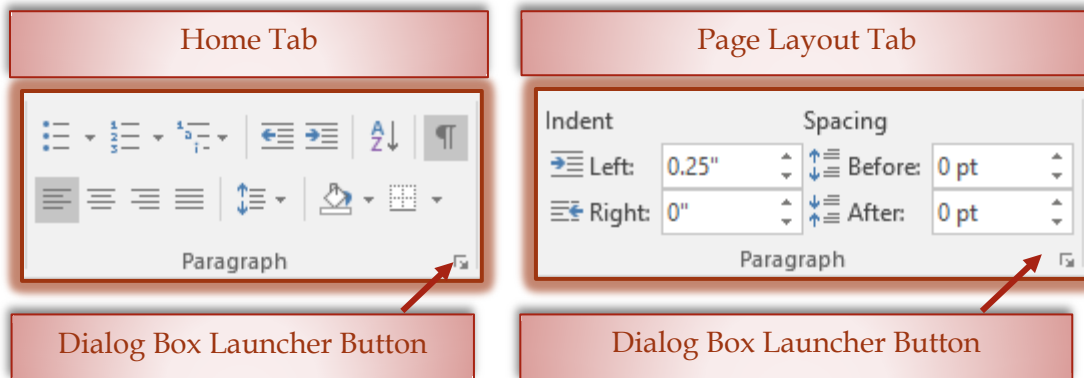 Home Tab
Page Layout Tab
Indent Spacing
Left: 0.25" Before: 0 pt
Right: 0" After: 0 pt
Paragraph
Paragraph
Dialog Box Launcher Button
Dialog Box Launcher Button